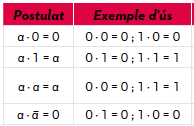 Postulat Exemple d'ús
a · 0 = 0 0 · 0 = 0 ; 1 · 0 = 0
a · 1 = a 0 · 1 = 0 ; 1 · 1 = 1
a · a = a 0 · 0 = 0 ; 1 · 1 = 1
a · ā = 0 0 · 1 = 0 ; 1 · 0 = 0